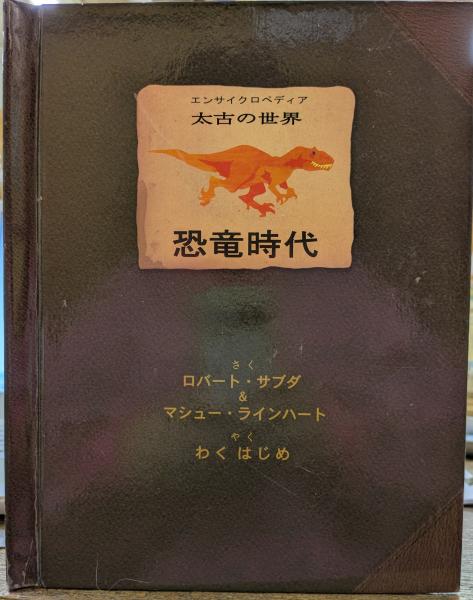 エンサイクロペディア
太古の世界
恐竜時代
さく
ロバート・サブダ
&
マシュー・ラインハート
やく
わく はじめ